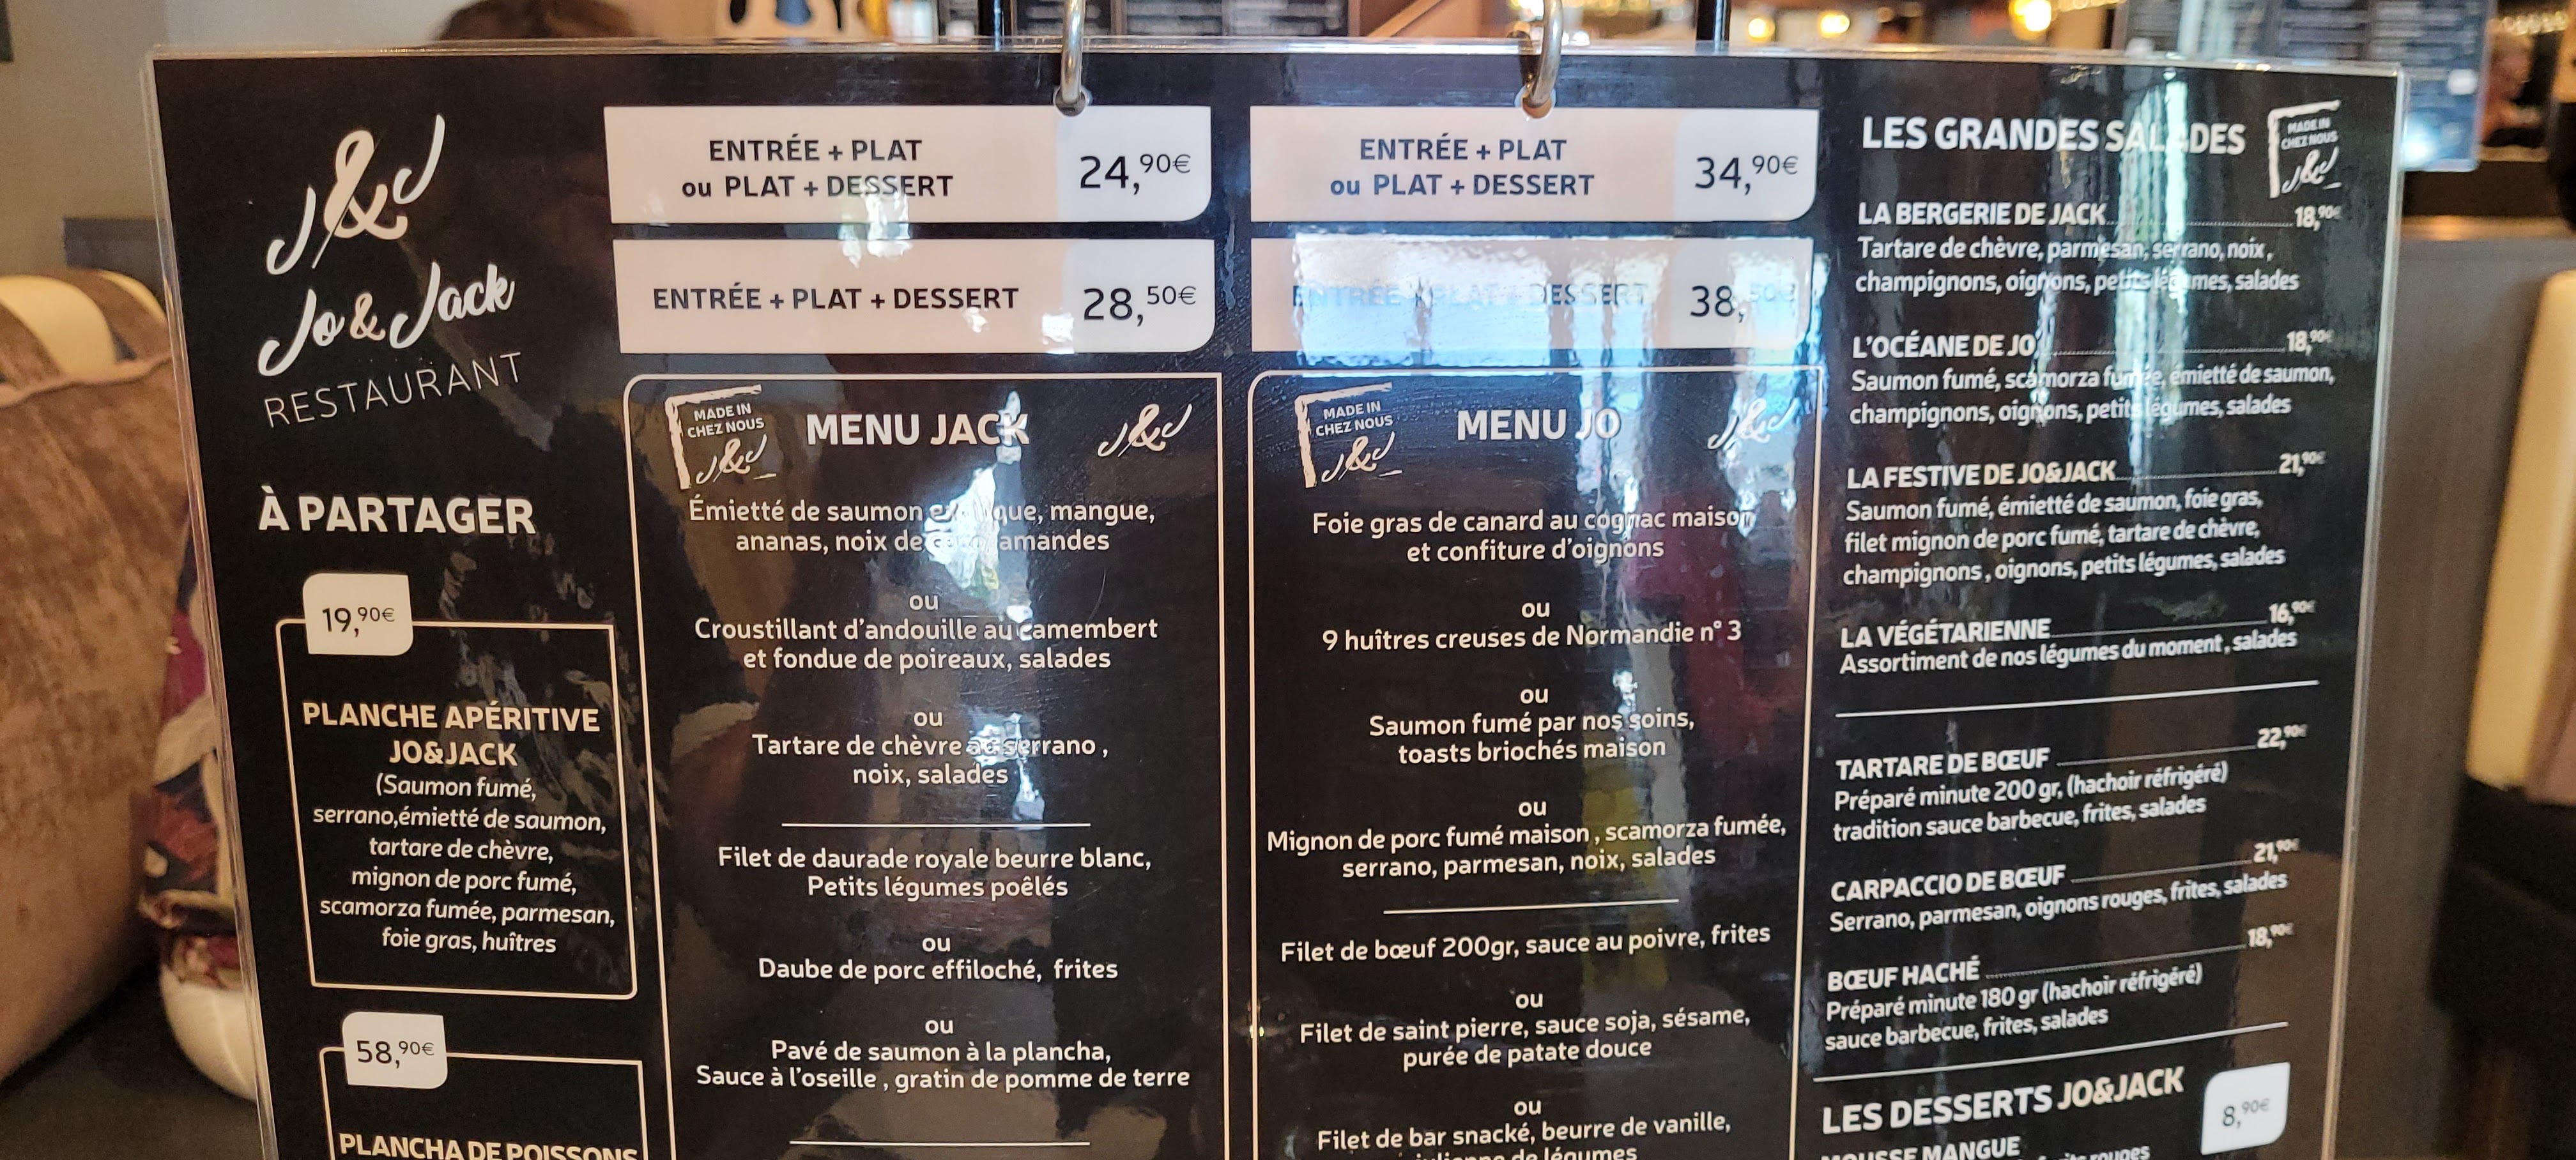 J&J
Jo & Jack
RESTAURANT
À PARTAGER
19,90€
PLANCHE APÉRITIVE
JO&JACK
(Saumon fumé,
serrano,émietté de saumon,
tartare de chèvre,
mignon de porc fumé,
scamorza fumée, parmesan,
foie gras, huîtres
58,90€
PLANCHA DE POISSONS
ENTRÉE + PLAT
ou PLAT + DESSERT
24,90€
ENTRÉE + PLAT + DESSERT
28,50€
MADE IN
CHEZ NOUS
J&J
MENU JACK
J&J
Émietté de saumon mangue,
ananas, noix de amandes
ou
Croustillant d'andouille au camembert
et fondue de poireaux, salades
ou
Tartare de chèvre serrano ,
noix, salades
Filet de daurade royale beurre blanc,
Petits légumes poêlés
ou
Daube de porc effiloché, frites
ou
Pavé de saumon à la plancha,
Sauce à l'oseille , gratin de pomme de terre
ENTRÉE + PLAT
ou PLAT + DESSERT
34,90€
ENTRÉE + PLAT + DESSERT
38,50€
MADE IN
CHEZ NOUS
J&J
MENU JO
J&J
Foie gras de canard au cognac maison
et confiture d'oignons
ou
9 huîtres creuses de Normandie n° 3
ou
Saumon fumé par nos soins,
toasts briochés maison
ou
Mignon de porc fumé maison , scamorza fumée,
serrano, parmesan, noix, salades
Filet de bœuf 200gr, sauce au poivre, frites
ou
Filet de saint pierre, sauce soja, sésame,
purée de patate douce
ou
Filet de bar snacké, beurre de vanille,
julienne de légumes
LES GRANDES SALADES
MADE IN
CHEZ NOUS
J&J
LA BERGERIE DE JACK 18,90€
Tartare de chèvre, parmesan, serrano, noix ,
champignons, oignons, petits légumes, salades
L'OCÉANE DE JO 18,90€
Saumon fumé, scamorza fumée, émietté de saumon,
champignons, oignons, petits légumes, salades
LA FESTIVE DE JO&JACK 21,90€
Saumon fumé, émietté de saumon, foie gras,
filet mignon de porc fumé, tartare de chèvre,
champignons , oignons, petits légumes, salades
LA VÉGÉTARIENNE 16,90€
Assortiment de nos légumes du moment , salades
TARTARE DE BŒUF 22,90€
Préparé minute 200 gr, (hachoir réfrigéré)
tradition sauce barbecue, frites, salades
CARPACCIO DE BŒUF 21,90€
Serrano, parmesan, oignons rouges, frites, salades
BŒUF HACHÉ 18,90€
Préparé minute 180 gr (hachoir réfrigéré)
sauce barbecue, frites, salades
LES DESSERTS JO&JACK
8,90€
MOUSSE MANGUE
rouges